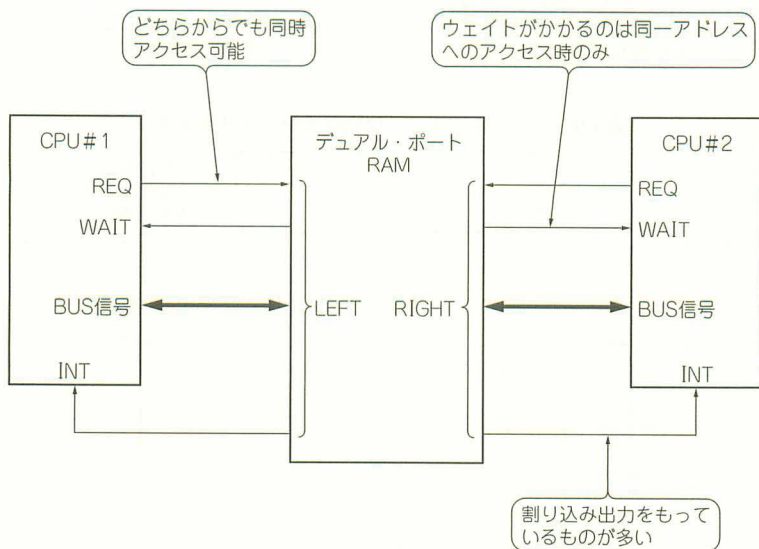 どちらからでも同時
アクセス可能
ウェイトがかかるのは同一アドレス
へのアクセス時のみ
CPU#1
REQ
WAIT
BUS信号
INT
デュアル・ポート
RAM
LEFT
RIGHT
CPU#2
REQ
WAIT
BUS信号
INT
割り込み出力をもって
いるものが多い